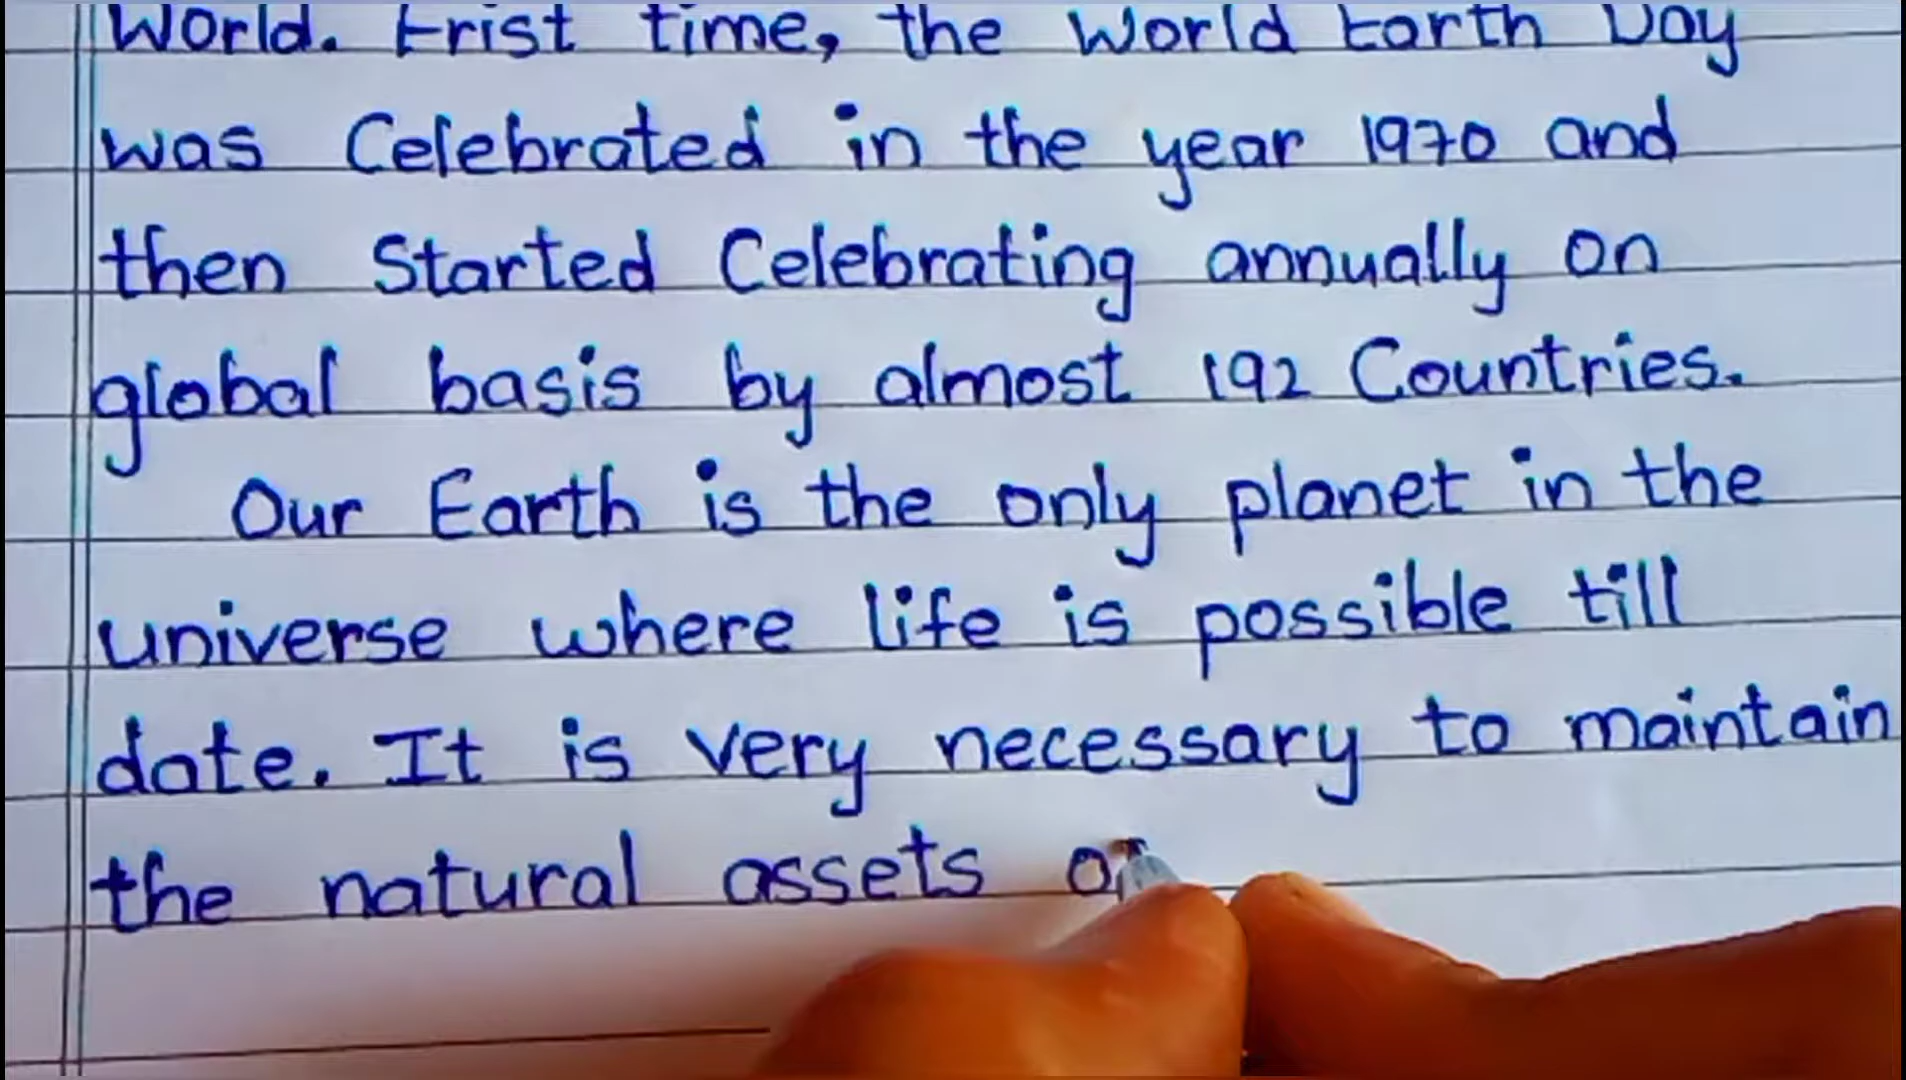 World. Frist time, the World Earth Day
was Celebrated in the year 1970 and
then Started Celebrating annually on
global basis by almost 192 Countries.
Our Earth is the only planet in the
universe where life is possible till
date. It is very necessary to maintain
the natural assets